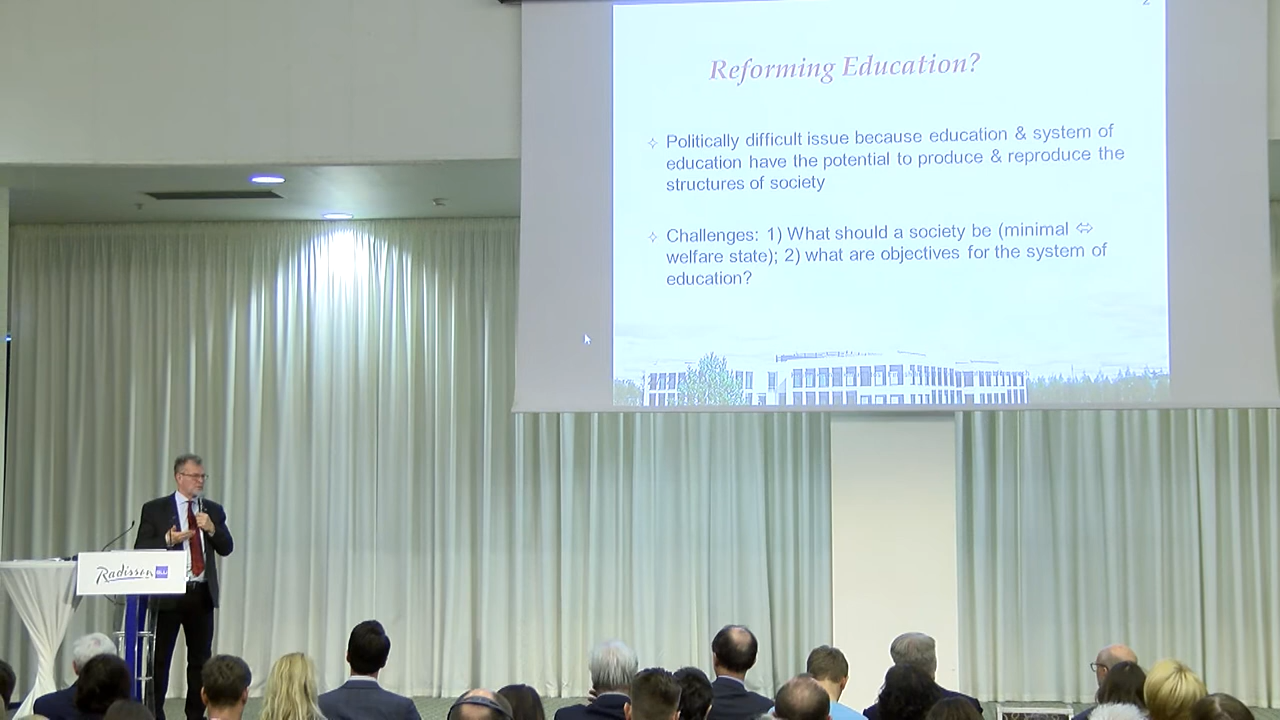 2
Reforming Education?
Politically difficult issue because education & system of
education have the potential to produce & reproduce the
structures of society
Challenges: 1) What should a society be (minimal ⇔
welfare state); 2) what are objectives for the system of
education?
Radisson BLU